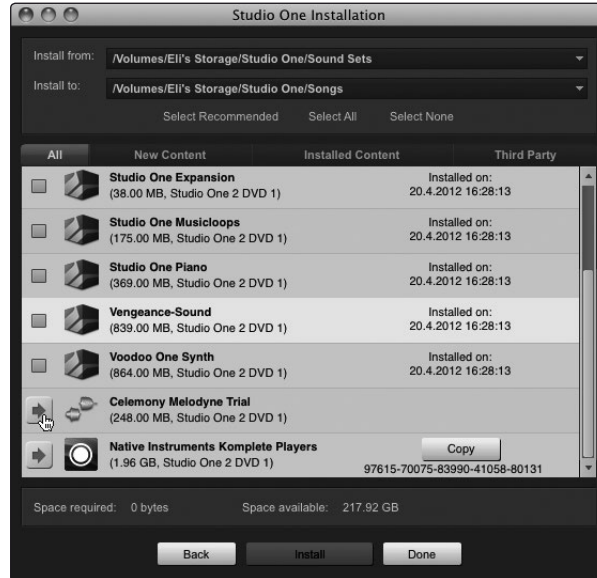 Studio One Installation
Install from: /Volumes/Eli's Storage/Studio One/Sound Sets
Install to: /Volumes/Eli's Storage/Studio One/Songs
Select Recommended Select All Select None
All New Content Installed Content Third Party
Studio One Expansion Installed on:
(38.00 MB, Studio One 2 DVD 1) 20.4.2012 16:28:13
Studio One Musicloops Installed on:
(175.00 MB, Studio One 2 DVD 1) 20.4.2012 16:28:13
Studio One Piano Installed on:
(369.00 MB, Studio One 2 DVD 1) 20.4.2012 16:28:13
Vengeance-Sound Installed on:
(839.00 MB, Studio One 2 DVD 1) 20.4.2012 16:28:13
Voodoo One Synth Installed on:
(864.00 MB, Studio One 2 DVD 1) 20.4.2012 16:28:13
Celemony Melodyne Trial
(248.00 MB, Studio One 2 DVD 1)
Native Instruments Komplete Players Copy
(1.96 GB, Studio One 2 DVD 1) 97615-70075-83990-41058-80131
Space required: 0 bytes Space available: 217.92 GB
Back Install Done